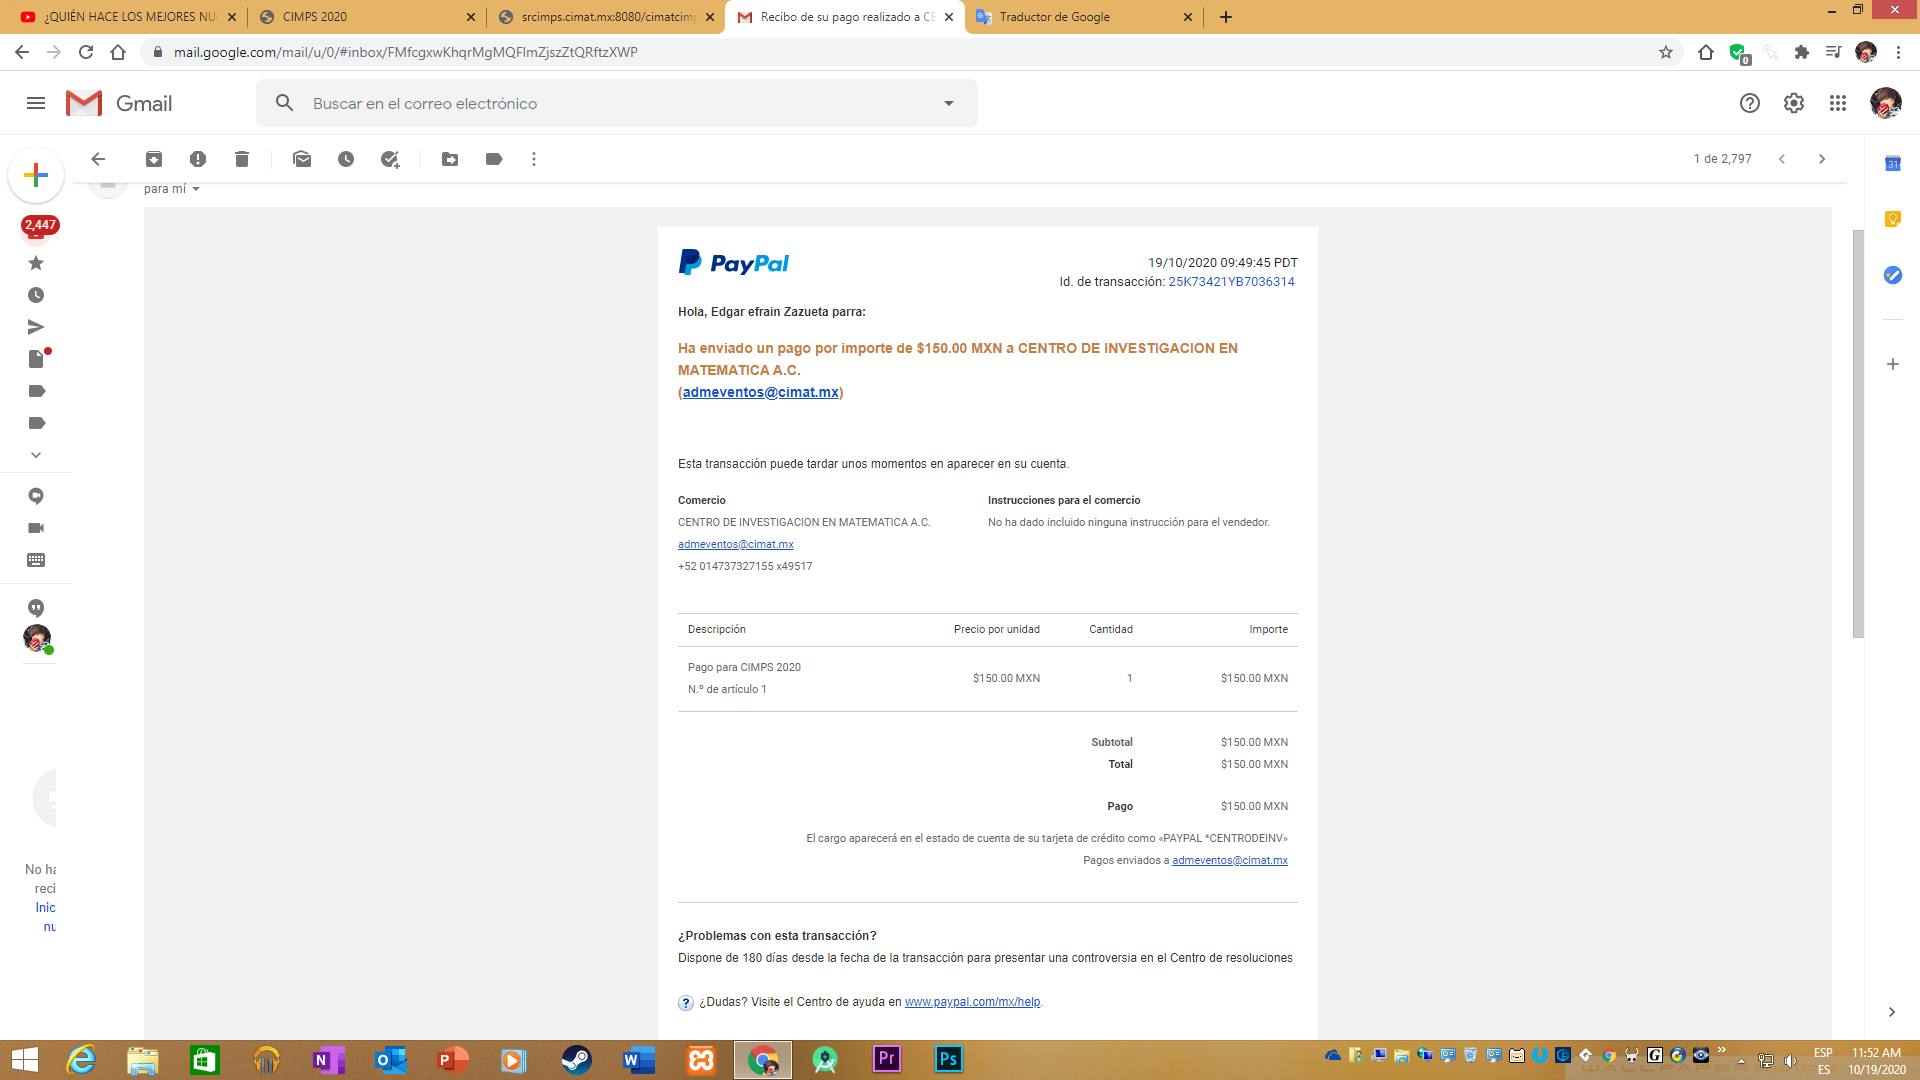 ¿QUIÉN HACE LOS MEJORES NU
CIMPS 2020
srcimps.cimat.mx:8080/cimatcim
Recibo de su pago realizado a CE
Traductor de Google
mail.google.com/mail/u/0/#inbox/FMfcgxwKhqrMgMQFlmZjszZtQRftzXWP
0
Gmail
Buscar en el correo electrónico
1 de 2,797
para mí
2,447
31
PayPal
19/10/2020 09:49:45 PDT
Id. de transacción: 25K73421YB7036314
Hola, Edgar efrain Zazueta parra:
Ha enviado un pago por importe de $150.00 MXN a CENTRO DE INVESTIGACION EN
MATEMATICA A.C.
(admeventos@cimat.mx)
Esta transacción puede tardar unos momentos en aparecer en su cuenta.
Comercio
Instrucciones para el comercio
CENTRO DE INVESTIGACION EN MATEMATICA A.C.
No ha dado incluido ninguna instrucción para el vendedor.
admeventos@cimat.mx
+52 014737327155 x49517
Descripción Precio por unidad Cantidad Importe
Pago para CIMPS 2020
N.º de artículo 1
$150.00 MXN 1 $150.00 MXN
Subtotal $150.00 MXN
Total $150.00 MXN
Pago $150.00 MXN
El cargo aparecerá en el estado de cuenta de su tarjeta de crédito como «PAYPAL *CENTRODEINV»
Pagos enviados a admeventos@cimat.mx
No ha
reci
Inic
nu
¿Problemas con esta transacción?
Dispone de 180 días desde la fecha de la transacción para presentar una controversia en el Centro de resoluciones
¿Dudas? Visite el Centro de ayuda en www.paypal.com/mx/help.
Pr
Ps
ESP
ES
11:52 AM
10/19/2020